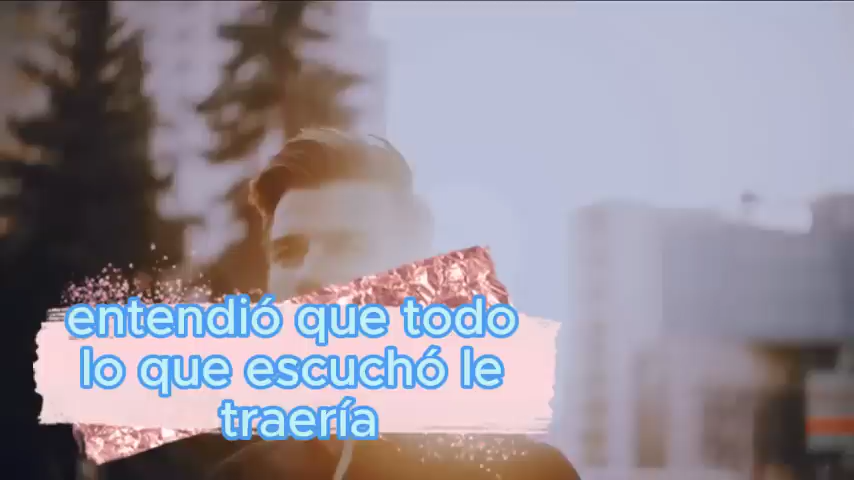 entendió que todo
lo que escuchó le
traería